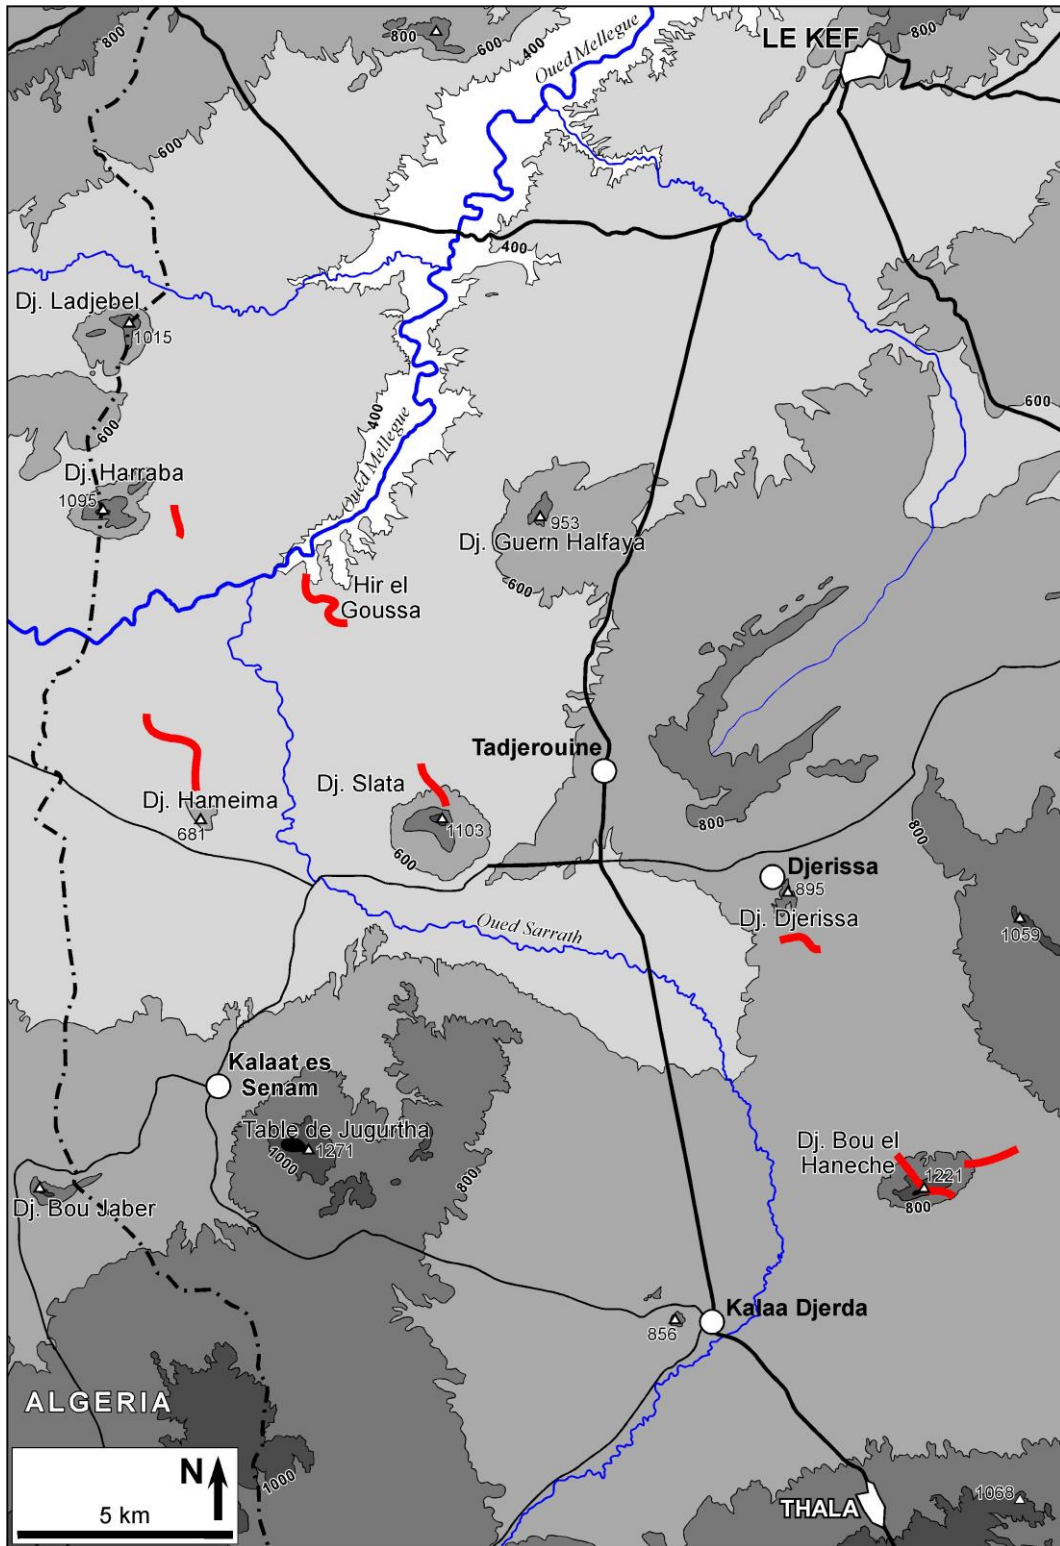 800
800
600
400
Oued Mellegue
LE KEF
800
600
400
Dj. Ladjebel
1015
600
400
Oued Mellegue
600
Dj. Harraba
1095
953
Dj. Guern Halfaya
600
Hir el
Goussa
Tadjerouine
Dj. Slata
Dj. Hameima
681
1103
600
800
800
Djerissa
895
Dj. Djerissa
1059
Oued Sarrath
Kalaat es
Senam
Table de Jugurtha
1271
1000
800
Dj. Bou el
Haneche
1221
800
Dj. Bou Jaber
Kalaa Djerda
856
ALGERIA
1000
N
5 km
THALA
1068